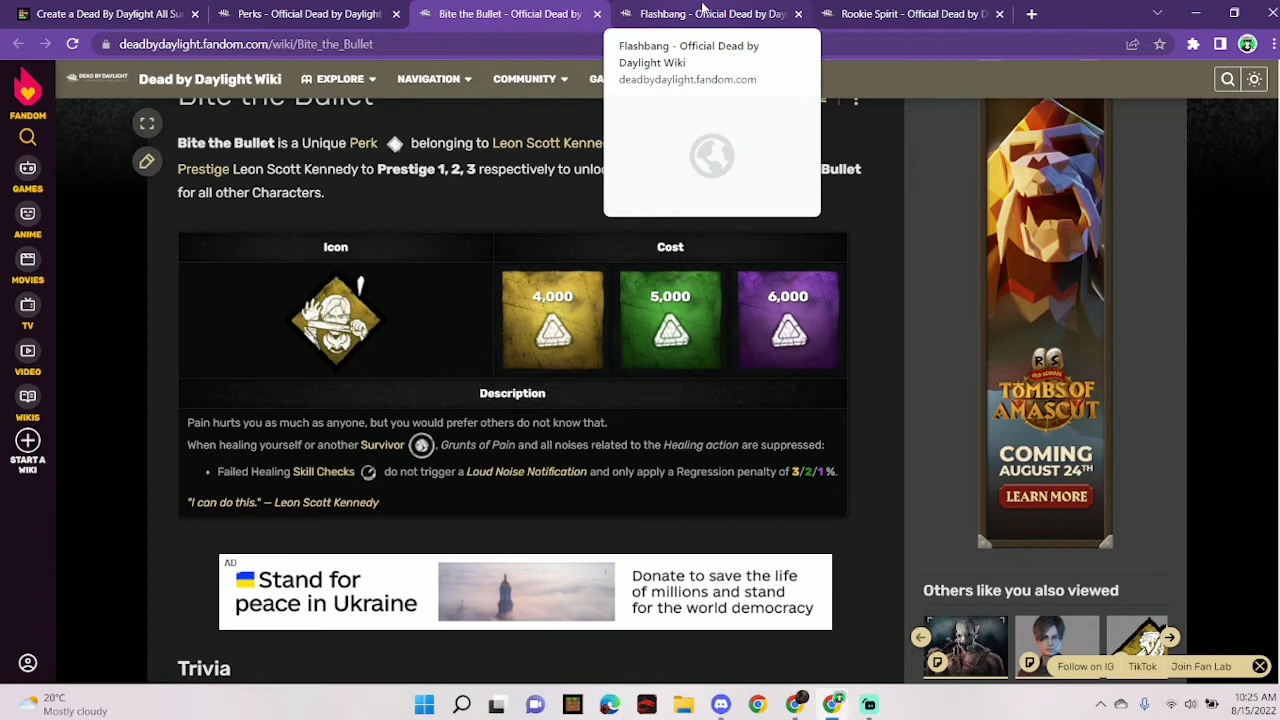 Create a Dead by Daylight All Su
Bite the Bullet - Official Dead by
Flashbang - Official Dead by Day
Rookie Spirit - Official Dead by D
deadbydaylight.fandom.com/wiki/Bite_the_Bullet
Flashbang - Official Dead by
Daylight Wiki
deadbydaylight.fandom.com
FANDOM
DEAD BY DAYLIGHT
Dead by Daylight Wiki
EXPLORE
NAVIGATION
COMMUNITY
GA
Bite the Bullet
Bite the Bullet is a Unique Perk belonging to Leon Scott Kenne
Prestige Leon Scott Kennedy to Prestige 1, 2, 3 respectively to unlo
Bullet
for all other Characters.
GAMES
ANIME
MOVIES
TV
VIDEO
WIKIS
START A
WIKI
Icon
Cost
4,000
5,000
6,000
Description
Pain hurts you as much as anyone, but you would prefer others do not know that.
When healing yourself or another Survivor , Grunts of Pain and all noises related to the Healing action are suppressed:
• Failed Healing Skill Checks do not trigger a Loud Noise Notification and only apply a Regression penalty of 3/2/1 %.
"I can do this." — Leon Scott Kennedy
AD
Stand for
peace in Ukraine
Donate to save the life
of millions and stand
for the world democracy
Trivia
RS
OLD SCHOOL
TOMBS OF
AMASCUT
COMING
AUGUST 24TH
LEARN MORE
Others like you also viewed
Follow on IG
TikTok
Join Fan Lab
20°C
Mostly cloudy
10:25 AM
8/15/2022